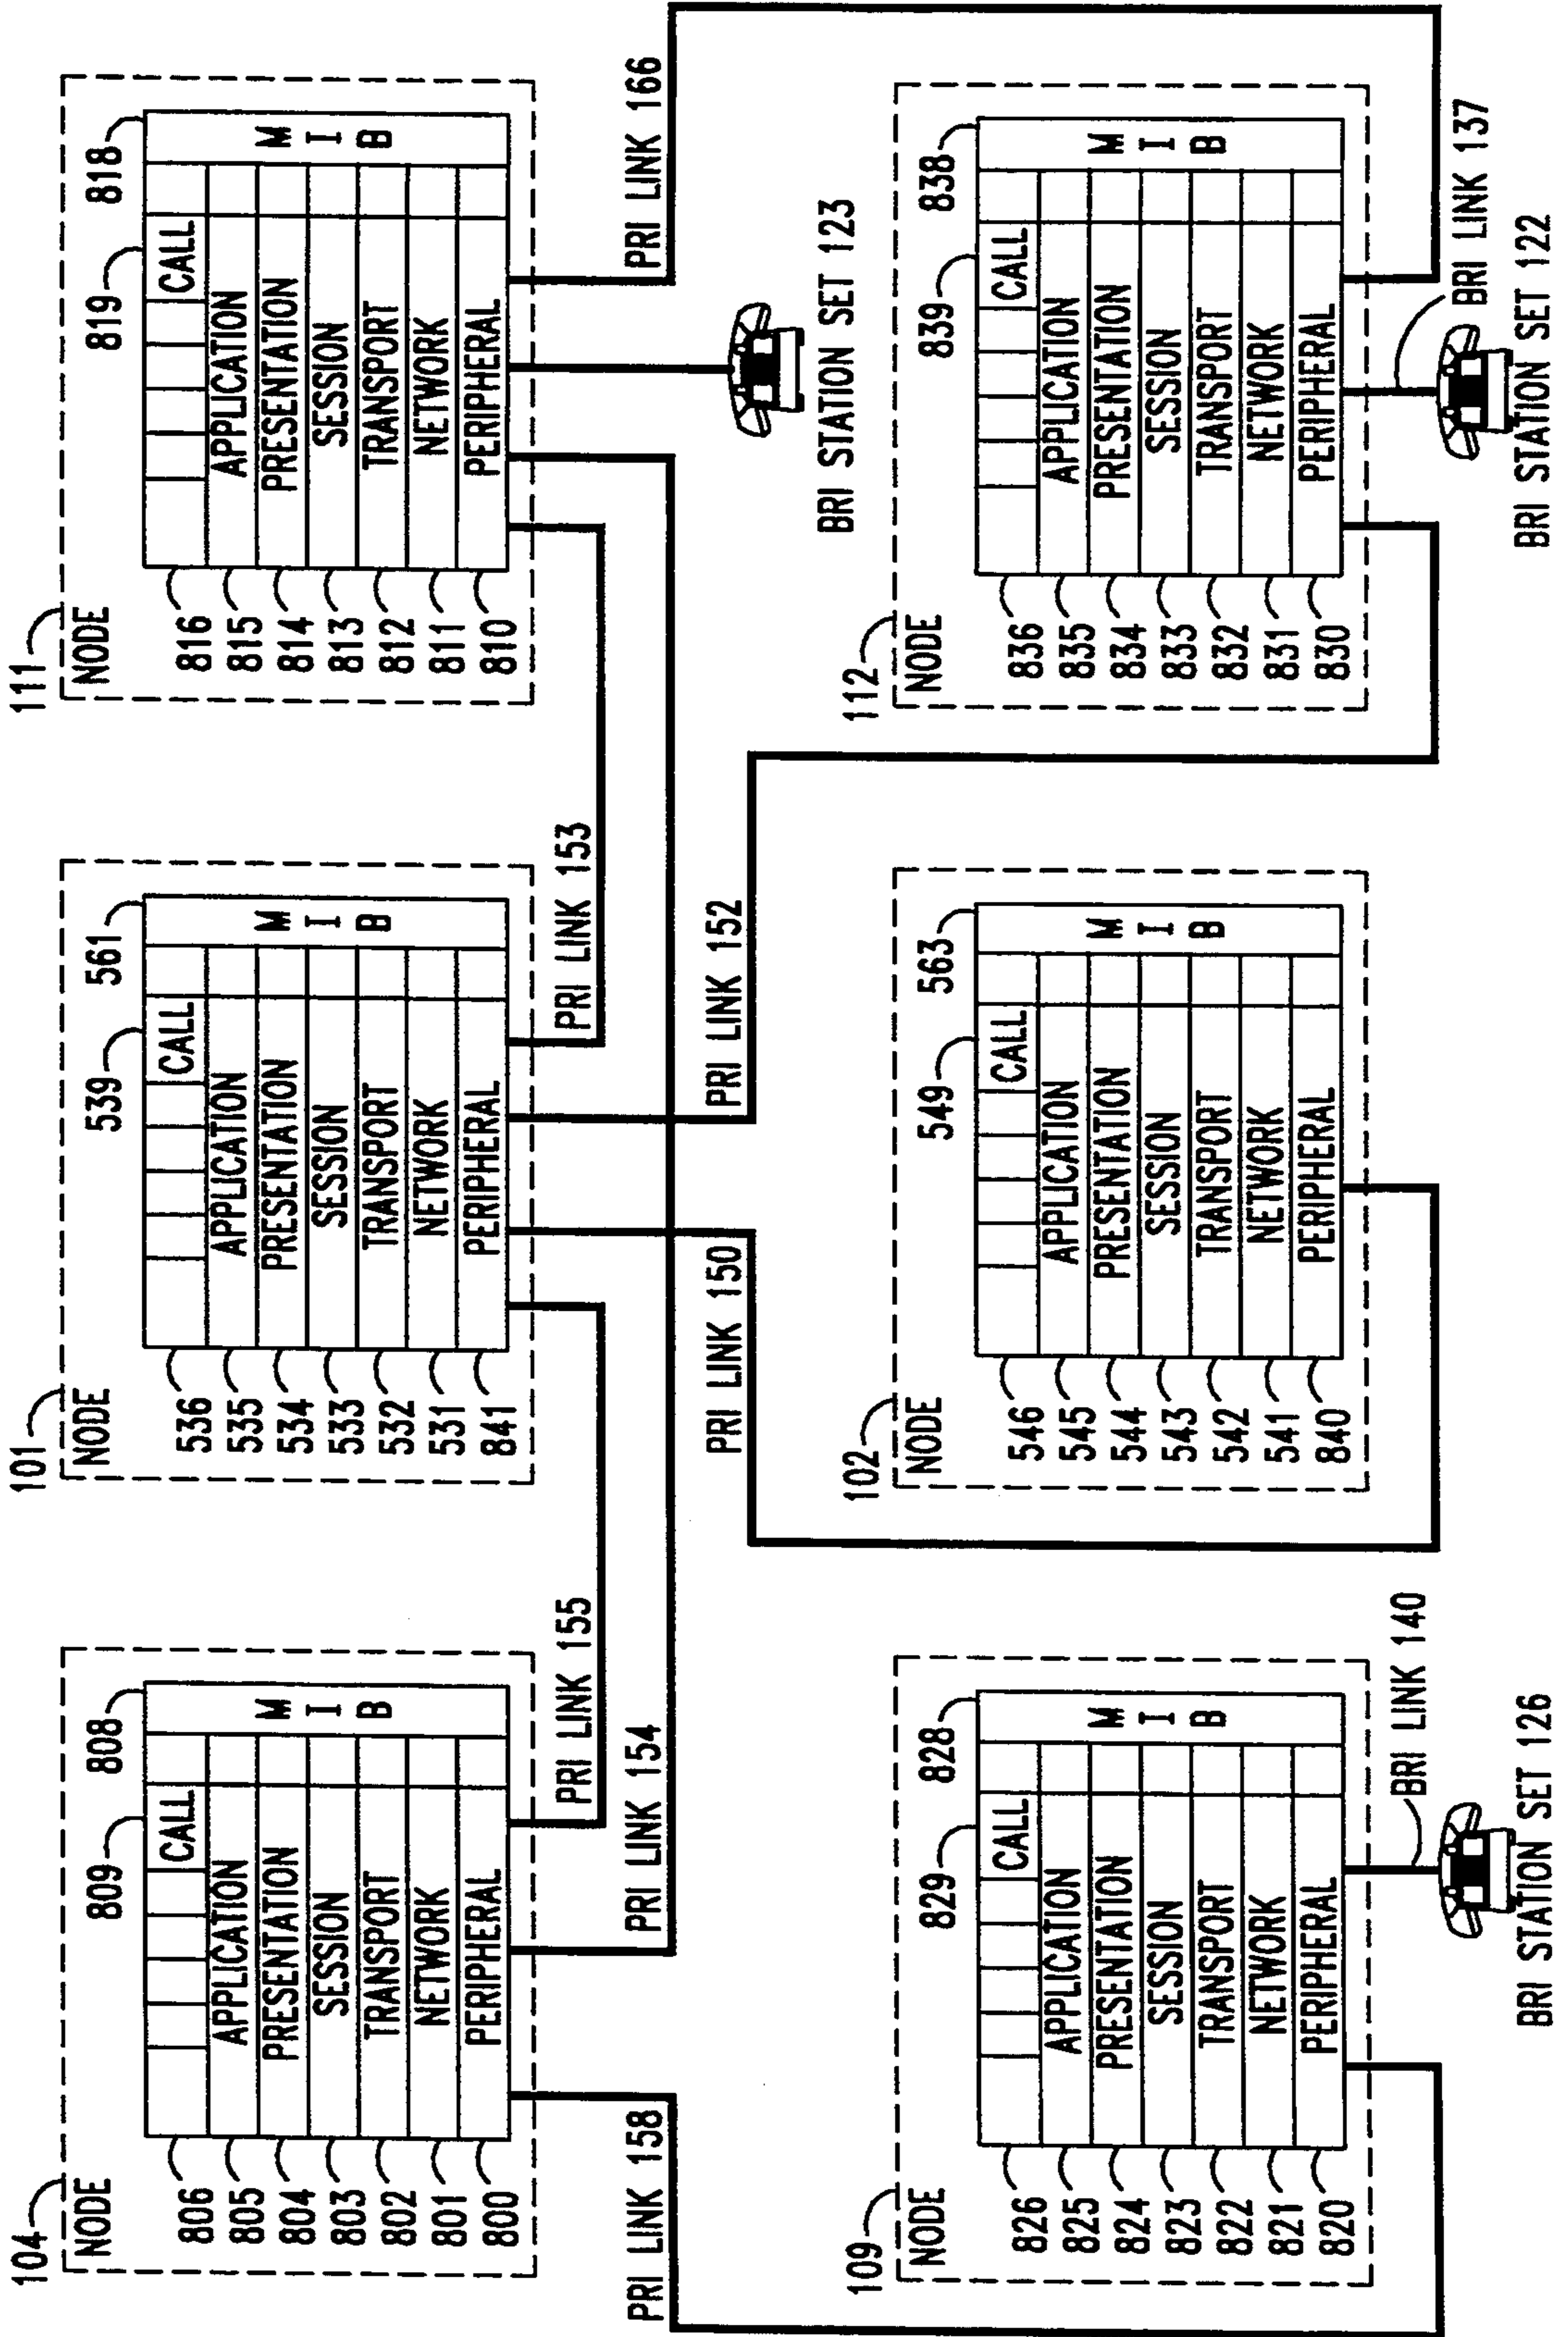 104
NODE
809
808
CALL
806
APPLICATION
805
PRESENTATION
804
SESSION
803
TRANSPORT
802
NETWORK
801
PERIPHERAL
800
M
I
B
101
NODE
539
561
CALL
536
APPLICATION
535
PRESENTATION
534
SESSION
533
TRANSPORT
532
NETWORK
531
PERIPHERAL
841
M
I
B
111
NODE
819
818
CALL
816
APPLICATION
815
PRESENTATION
814
SESSION
813
TRANSPORT
812
NETWORK
811
PERIPHERAL
810
M
I
B
PRI LINK 155
PRI LINK 153
PRI LINK 158
PRI LINK 154
PRI LINK 166
PRI LINK 150
PRI LINK 152
BRI STATION SET 123
109
NODE
829
828
CALL
826
APPLICATION
825
PRESENTATION
824
SESSION
823
TRANSPORT
822
NETWORK
821
PERIPHERAL
820
M
I
B
102
NODE
549
563
CALL
546
APPLICATION
545
PRESENTATION
544
SESSION
543
TRANSPORT
542
NETWORK
541
PERIPHERAL
840
M
I
B
112
NODE
839
838
CALL
836
APPLICATION
835
PRESENTATION
834
SESSION
833
TRANSPORT
832
NETWORK
831
PERIPHERAL
830
M
I
B
BRI LINK 140
BRI LINK 137
BRI STATION SET 126
BRI STATION SET 122